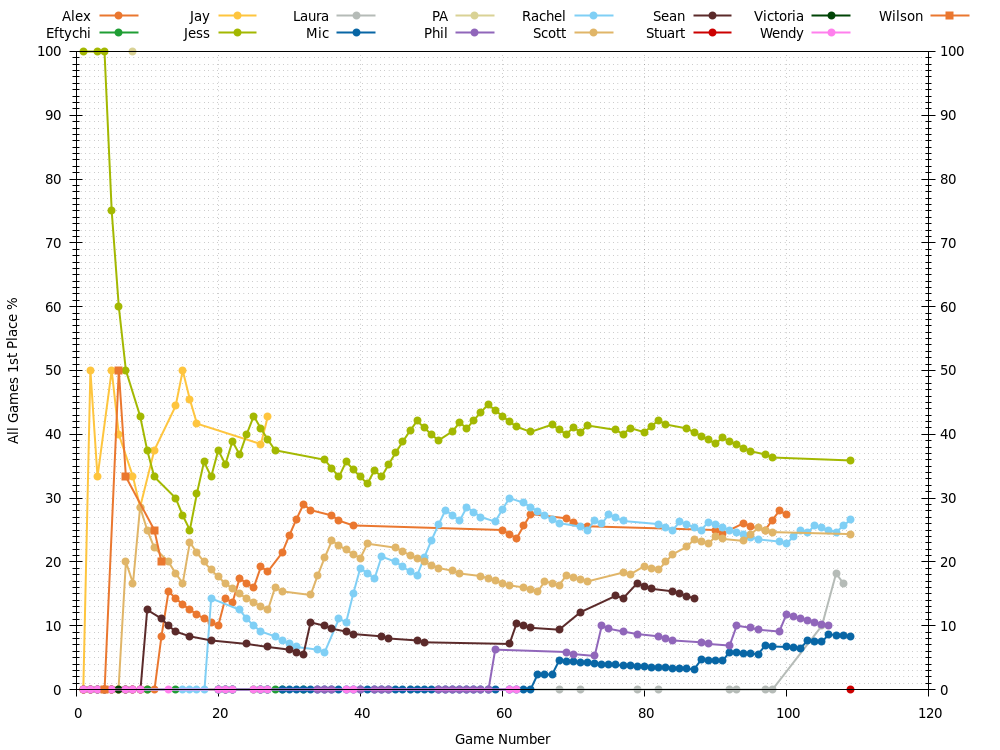 Alex Jay Laura PA Rachel Sean Victoria Wilson
Eftychi Jess Mic Phil Scott Stuart Wendy
100 100
90 90
80 80
70 70
60 60
50 50
40 40
30 30
20 20
10 10
0 0
0 20 40 60 80 100 120
All Games 1st Place %
Game Number